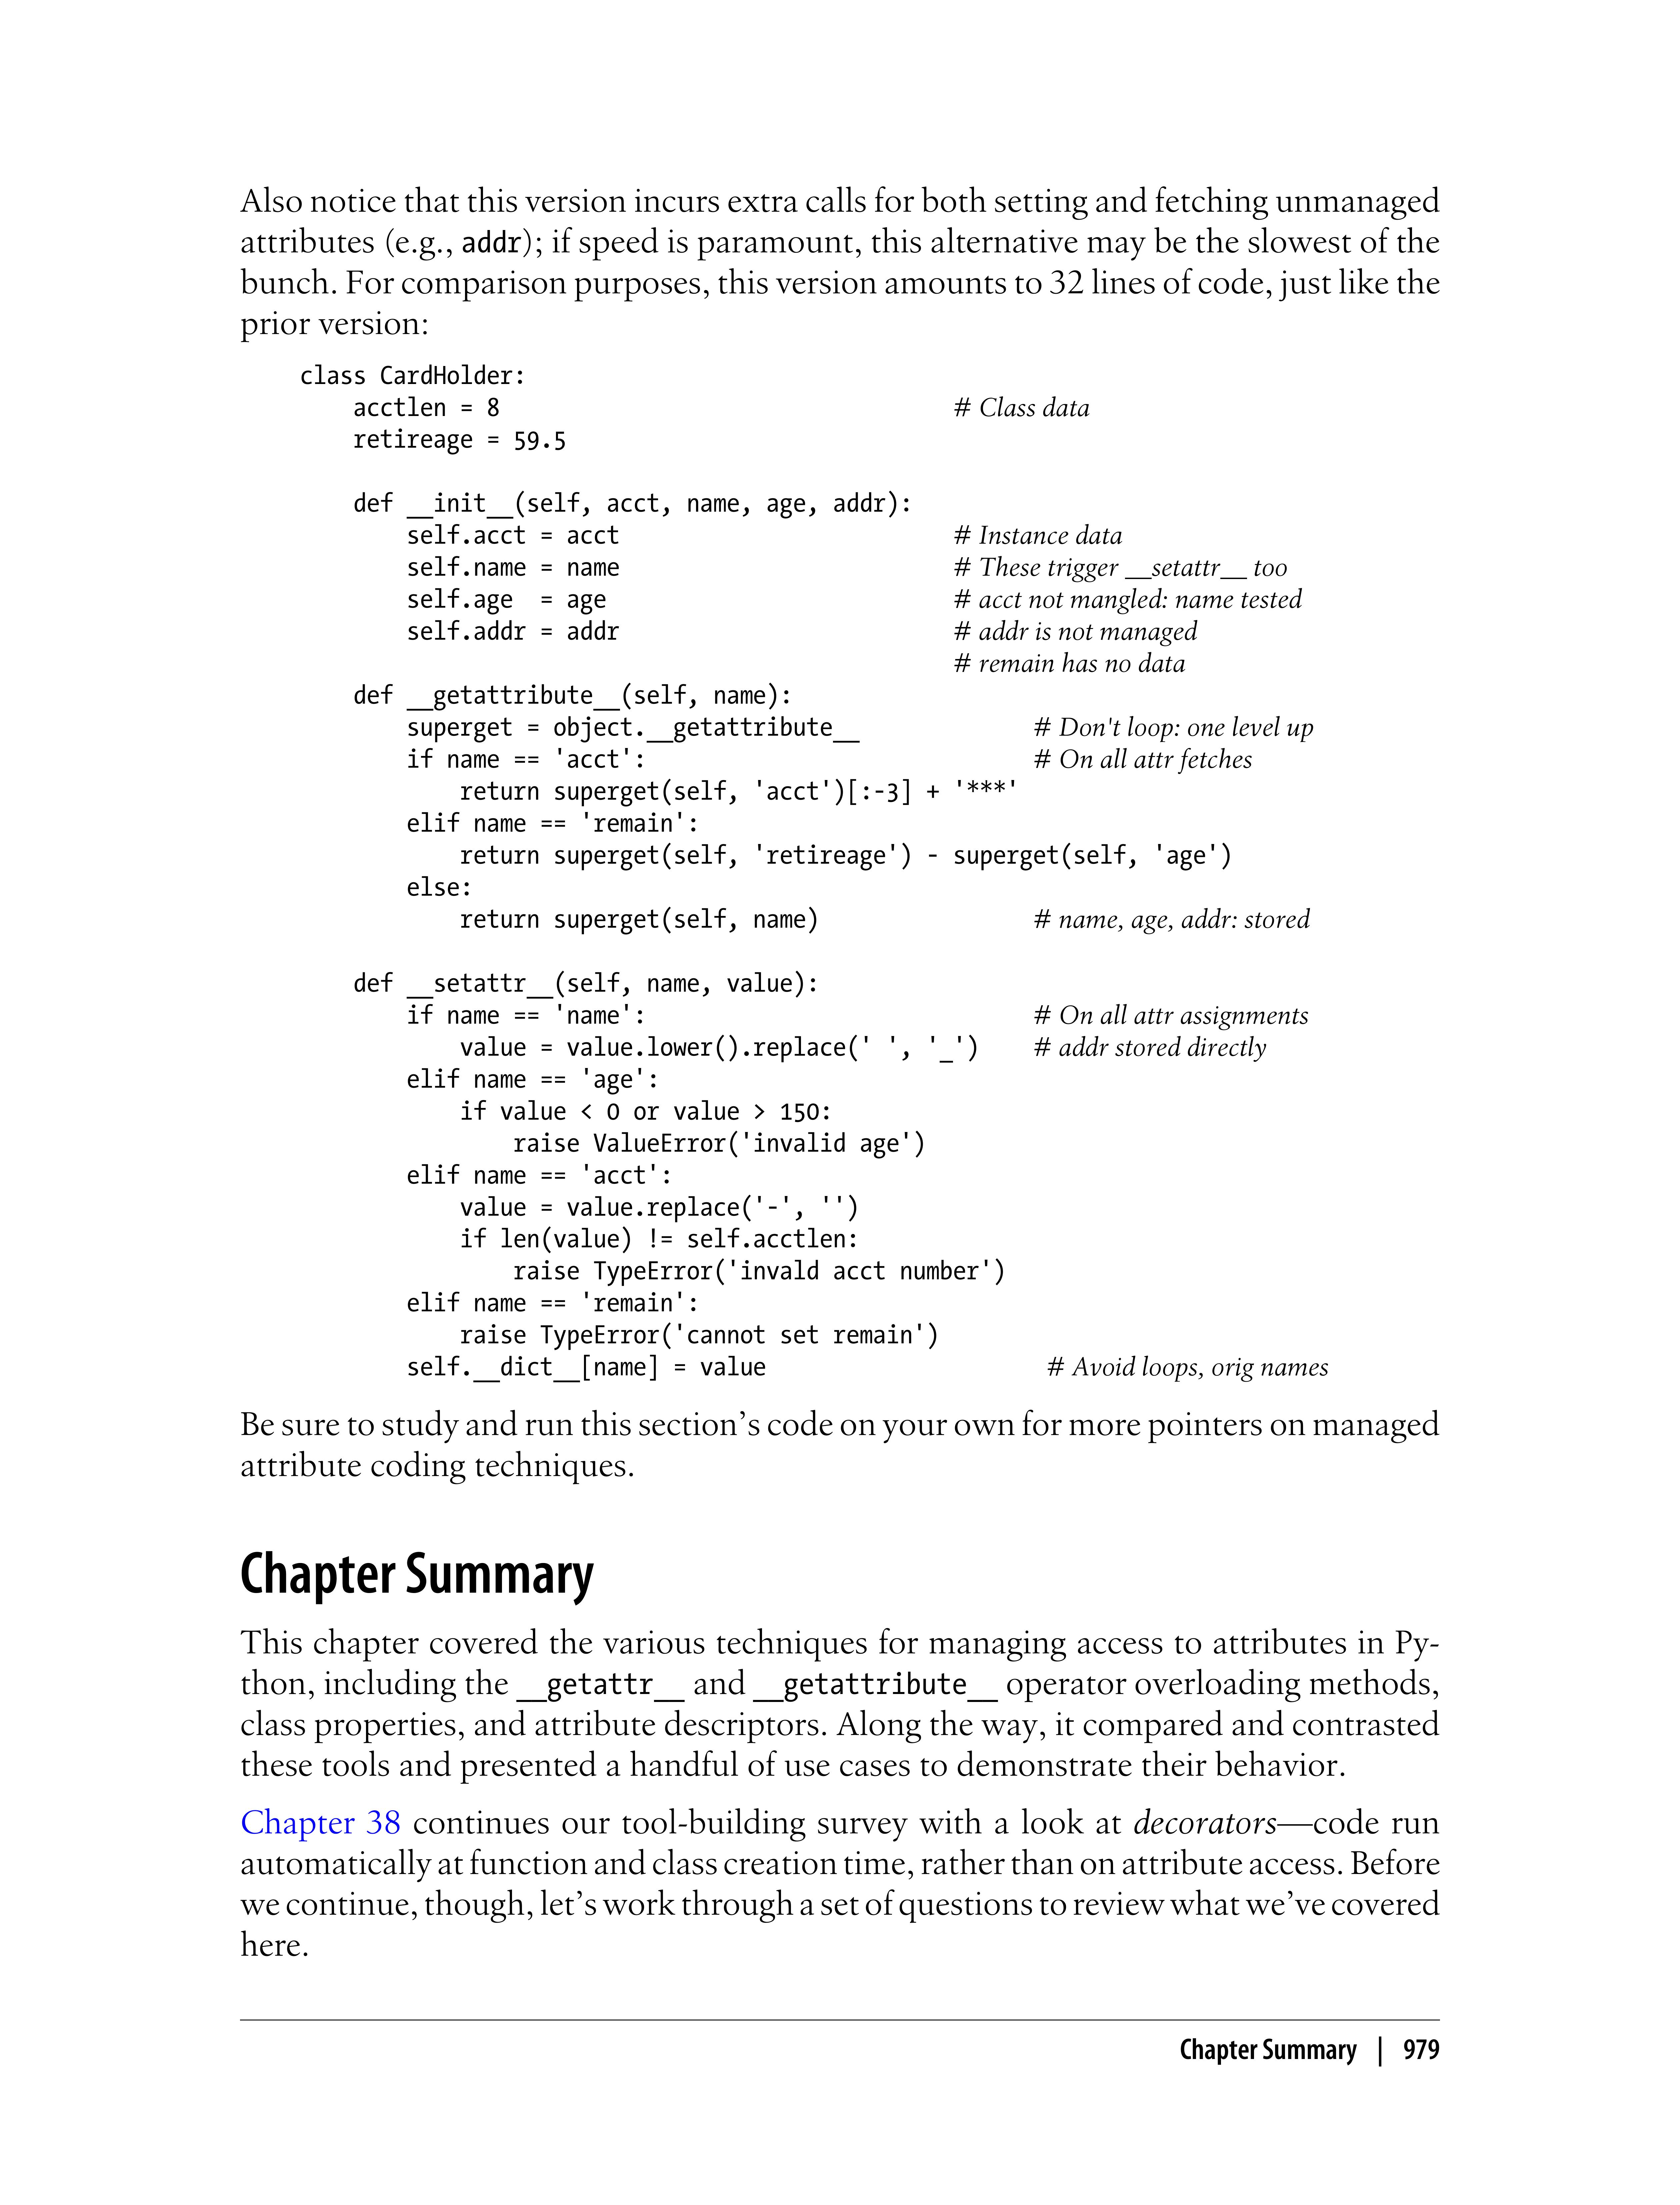 Also notice that this version incurs extra calls for both setting and fetching unmanaged
attributes (e.g., addr); if speed is paramount, this alternative may be the slowest of the
bunch. For comparison purposes, this version amounts to 32 lines of code, just like the
prior version:
class CardHolder:
    acctlen = 8                                  # Class data
    retireage = 59.5

    def __init__(self, acct, name, age, addr):
        self.acct = acct                         # Instance data
        self.name = name                         # These trigger __setattr__ too
        self.age  = age                          # acct not mangled: name tested
        self.addr = addr                         # addr is not managed
                                                 # remain has no data
    def __getattribute__(self, name):
        superget = object.__getattribute__             # Don't loop: one level up
        if name == 'acct':                             # On all attr fetches
            return superget(self, 'acct')[:-3] + '***'
        elif name == 'remain':
            return superget(self, 'retireage') - superget(self, 'age')
        else:
            return superget(self, name)                # name, age, addr: stored

    def __setattr__(self, name, value):
        if name == 'name':                             # On all attr assignments
            value = value.lower().replace(' ', '_')    # addr stored directly
        elif name == 'age':
            if value < 0 or value > 150:
                raise ValueError('invalid age')
        elif name == 'acct':
            value = value.replace('-', '')
            if len(value) != self.acctlen:
                raise TypeError('invald acct number')
        elif name == 'remain':
            raise TypeError('cannot set remain')
        self.__dict__[name] = value                     # Avoid loops, orig names
Be sure to study and run this section’s code on your own for more pointers on managed
attribute coding techniques.
Chapter Summary
This chapter covered the various techniques for managing access to attributes in Py-
thon, including the __getattr__ and __getattribute__ operator overloading methods,
class properties, and attribute descriptors. Along the way, it compared and contrasted
these tools and presented a handful of use cases to demonstrate their behavior.
Chapter 38 continues our tool-building survey with a look at decorators—code run
automatically at function and class creation time, rather than on attribute access. Before
we continue, though, let’s work through a set of questions to review what we’ve covered
here.
Chapter Summary | 979